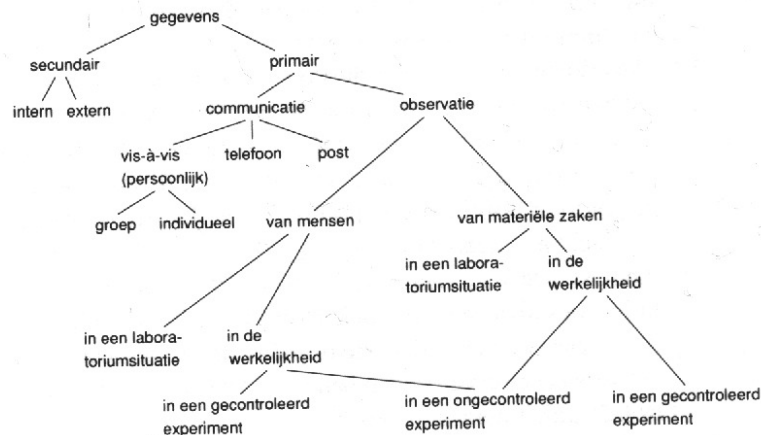 gegevens
secundair
primair
intern extern
communicatie
observatie
vis-à-vis
(persoonlijk)
telefoon
post
groep
individueel
van mensen
van materiële zaken
in een labora-
toriumsituatie
in de
werkelijkheid
in een labora-
toriumsituatie
in de
werkelijkheid
in een gecontroleerd
experiment
in een ongecontroleerd
experiment
in een gecontroleerd
experiment